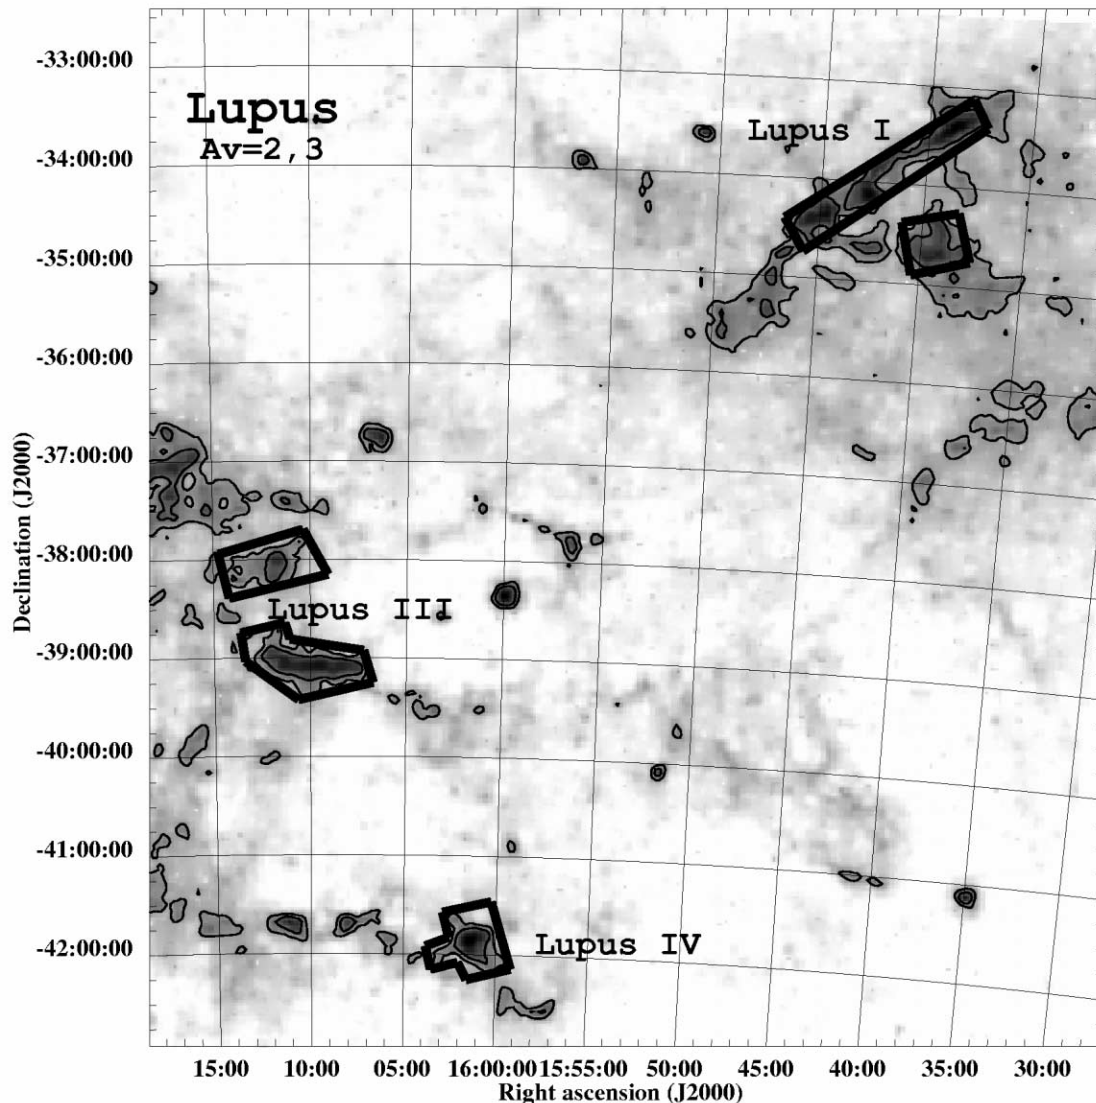 -33:00:00
Lupus
Av=2,3
Lupus I
-34:00:00
-35:00:00
-36:00:00
-37:00:00
Declination (J2000)
-38:00:00
Lupus III
-39:00:00
-40:00:00
-41:00:00
-42:00:00
Lupus IV
15:00 10:00 05:00 16:00:00 15:55:00 50:00 45:00 40:00 35:00 30:00
Right ascension (J2000)